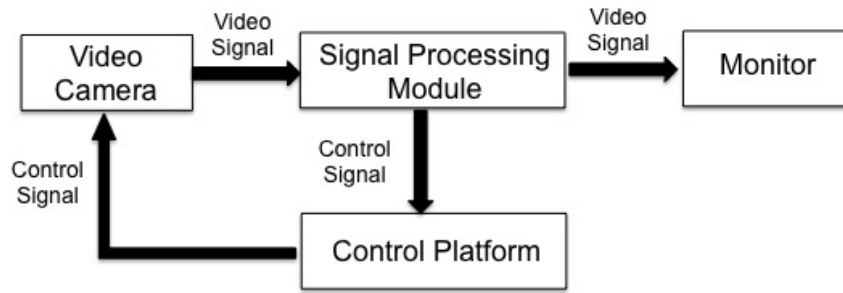 Video
Camera
Video
Signal
Signal Processing
Module
Video
Signal
Monitor
Control
Signal
Control
Signal
Control Platform